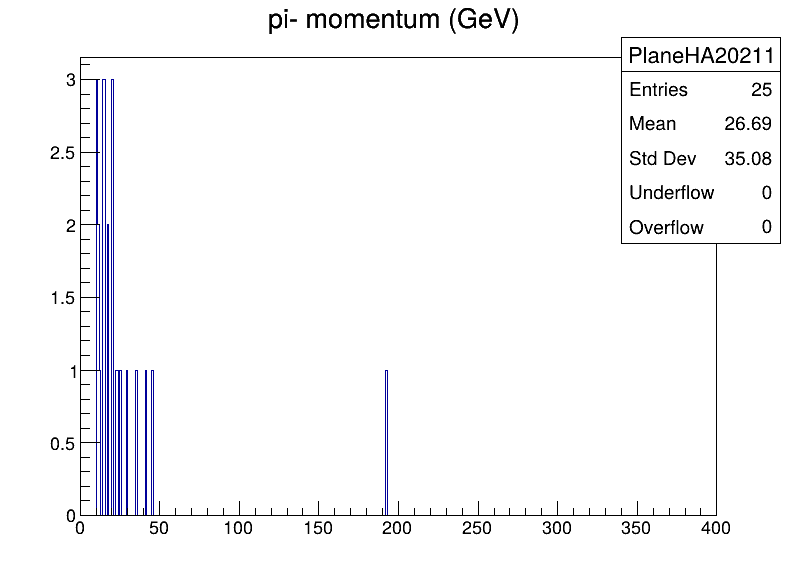 pi- momentum (GeV)
PlaneHA20211
Entries 25
Mean 26.69
Std Dev 35.08
Underflow 0
Overflow 0
3
2.5
2
1.5
1
0.5
0
0 50 100 150 200 250 300 350 400